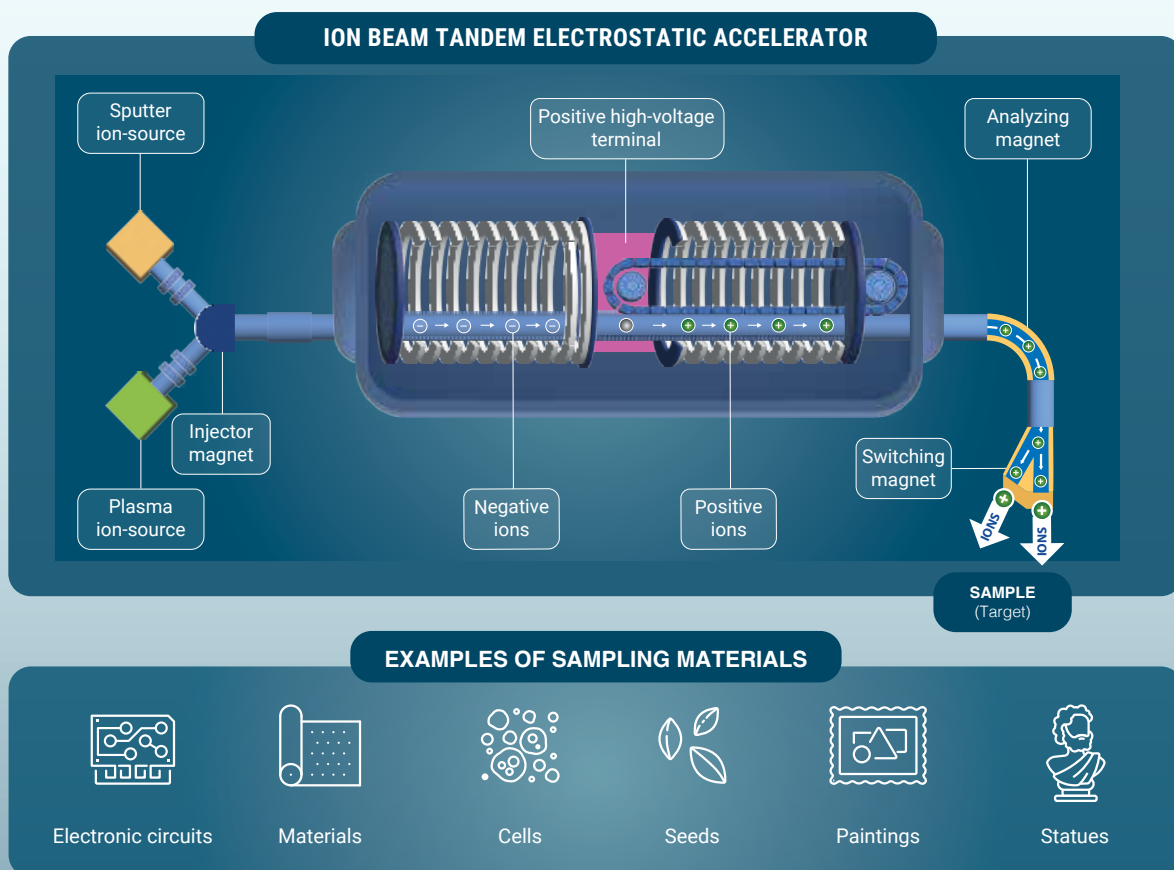 ION BEAM TANDEM ELECTROSTATIC ACCELERATOR
Sputter
ion-source
Positive high-voltage
terminal
Analyzing
magnet
Injector
magnet
Switching
magnet
Plasma
ion-source
Negative
ions
Positive
ions
IONS
IONS
SAMPLE
(Target)
EXAMPLES OF SAMPLING MATERIALS
Electronic circuits
Materials
Cells
Seeds
Paintings
Statues